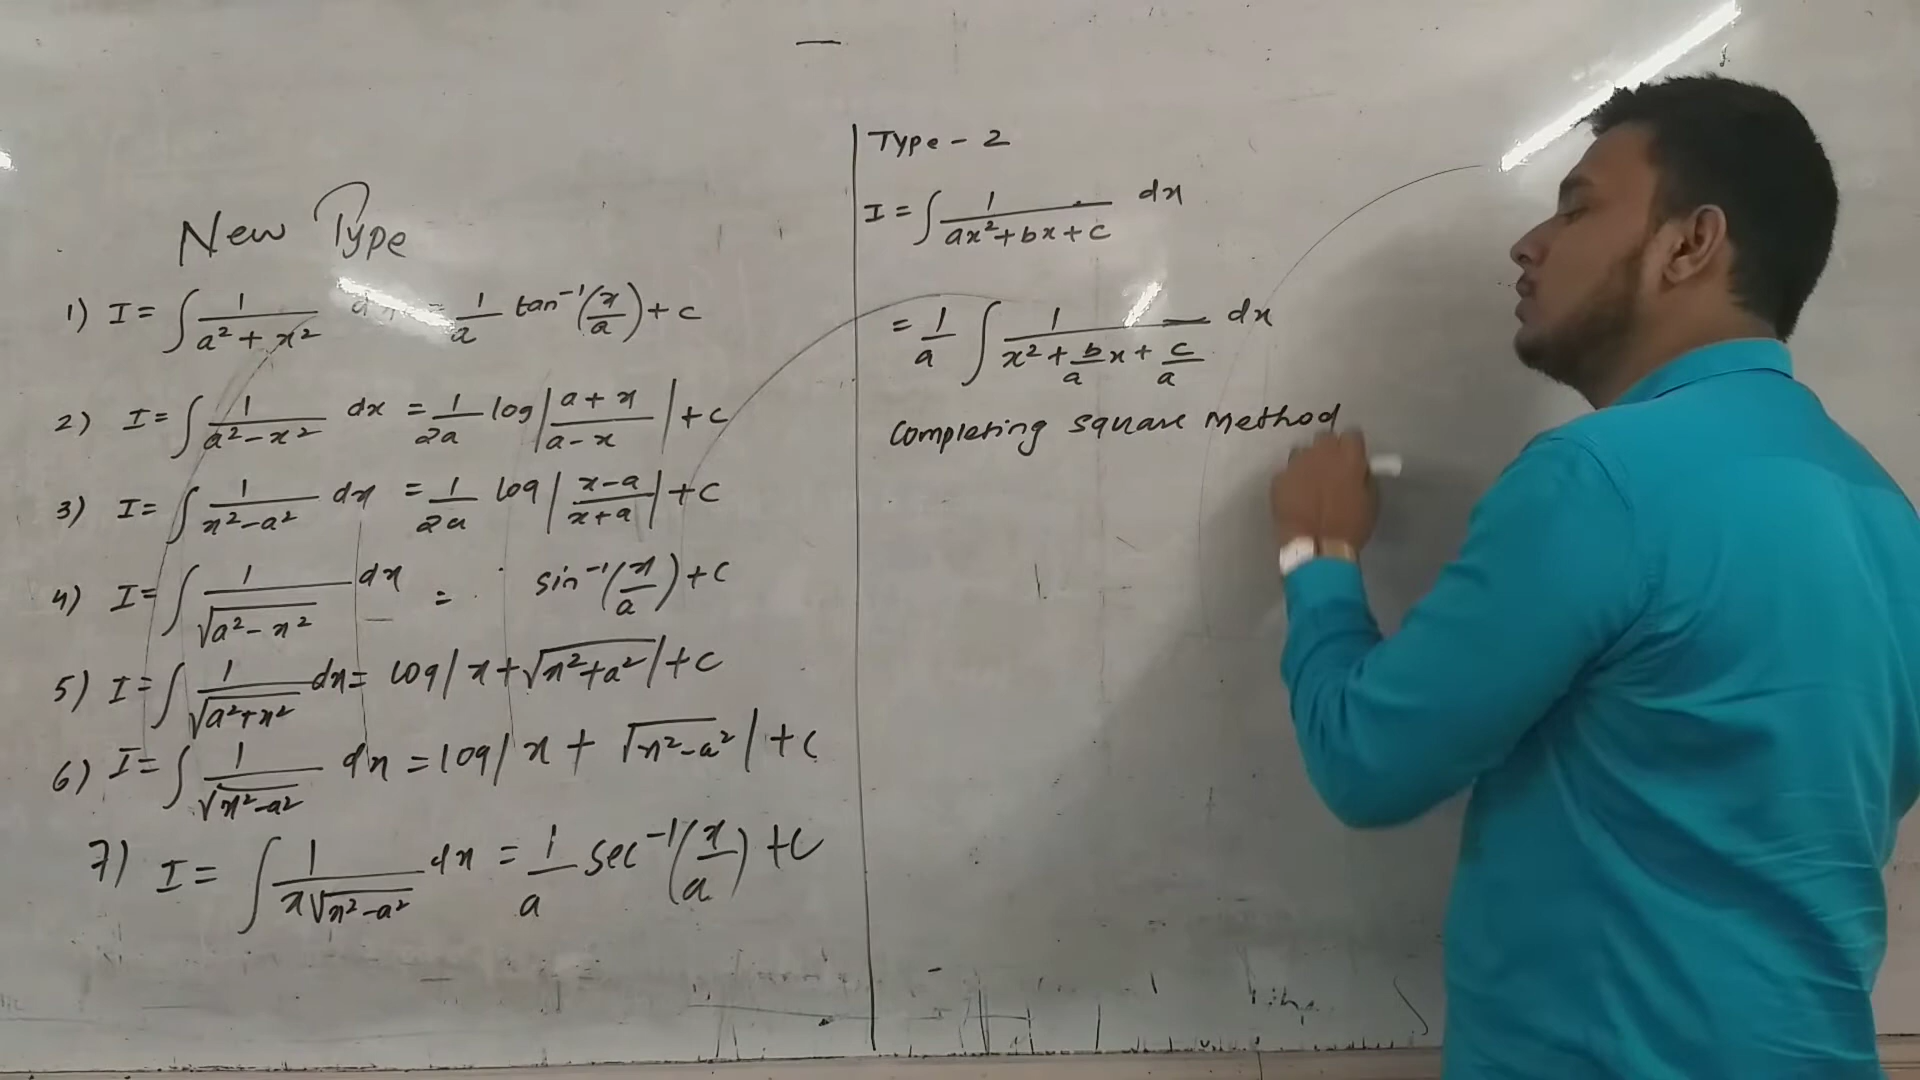 New Type
1) I = ∫ 1/(a² + x²) dx = 1/a tan⁻¹(x/a) + c
2) I = ∫ 1/(a² - x²) dx = 1/2a log|(a + x)/(a - x)| + c
3) I = ∫ 1/(x² - a²) dx = 1/2a log|(x - a)/(x + a)| + c
4) I = ∫ 1/√(a² - x²) dx = sin⁻¹(x/a) + c
5) I = ∫ 1/√(a² + x²) dx = log|x + √(x² + a²)| + c
6) I = ∫ 1/√(x² - a²) dx = log|x + √(x² - a²)| + c
7) I = ∫ 1/(x√(x² - a²)) dx = 1/a sec⁻¹(x/a) + c
Type - 2
I = ∫ 1/(ax² + bx + c) dx
= 1/a ∫ 1/(x² + b/a x + c/a) dx
Completing square Method